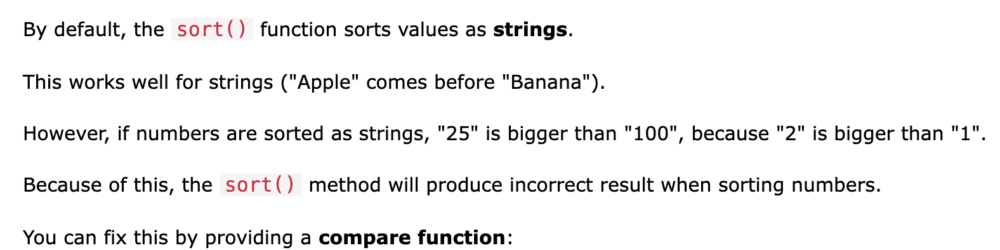 By default, the sort() function sorts values as strings.
This works well for strings ("Apple" comes before "Banana").
However, if numbers are sorted as strings, "25" is bigger than "100", because "2" is bigger than "1".
Because of this, the sort() method will produce incorrect result when sorting numbers.
You can fix this by providing a compare function: